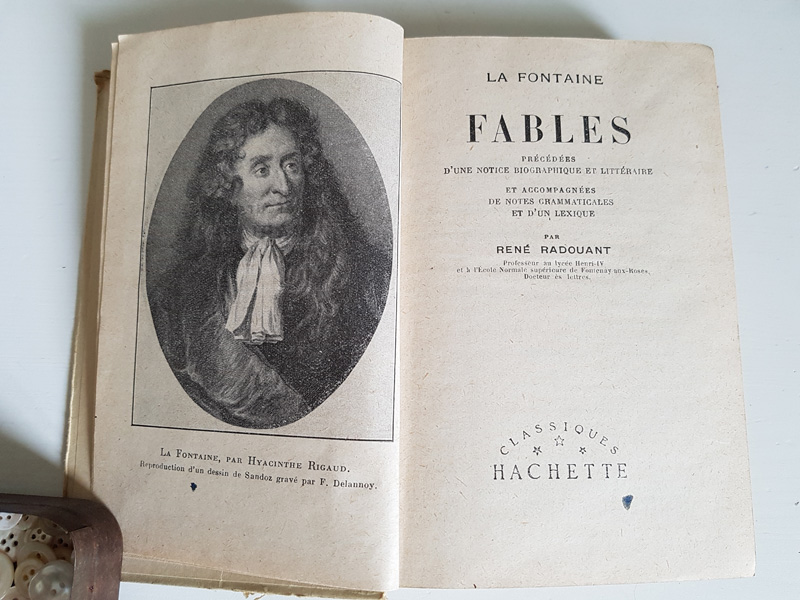 LA FONTAINE, PAR HYACINTHE RIGAUD.
Reproduction d'un dessin de Sandoz gravé par F. Delannoy.
LA FONTAINE
FABLES
PRÉCÉDÉES
D'UNE NOTICE BIOGRAPHIQUE ET LITTÉRAIRE
ET ACCOMPAGNÉES
DE NOTES GRAMMATICALES
ET D'UN LEXIQUE
PAR
RENÉ RADOUANT
Professeur au lycée Henri-IV
et à l'École Normale supérieure de Fontenay-aux-Roses,
Docteur ès lettres.
CLASSIQUES
HACHETTE